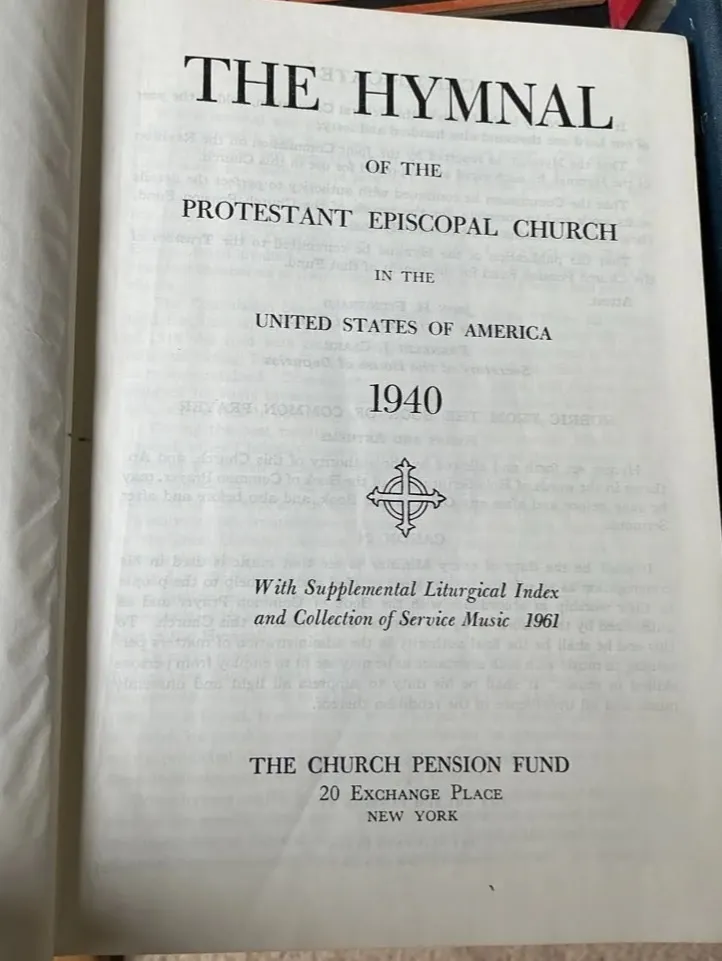 THE HYMNAL
OF THE
PROTESTANT EPISCOPAL CHURCH
IN THE
UNITED STATES OF AMERICA
1940
With Supplemental Liturgical Index
and Collection of Service Music 1961
THE CHURCH PENSION FUND
20 EXCHANGE PLACE
NEW YORK